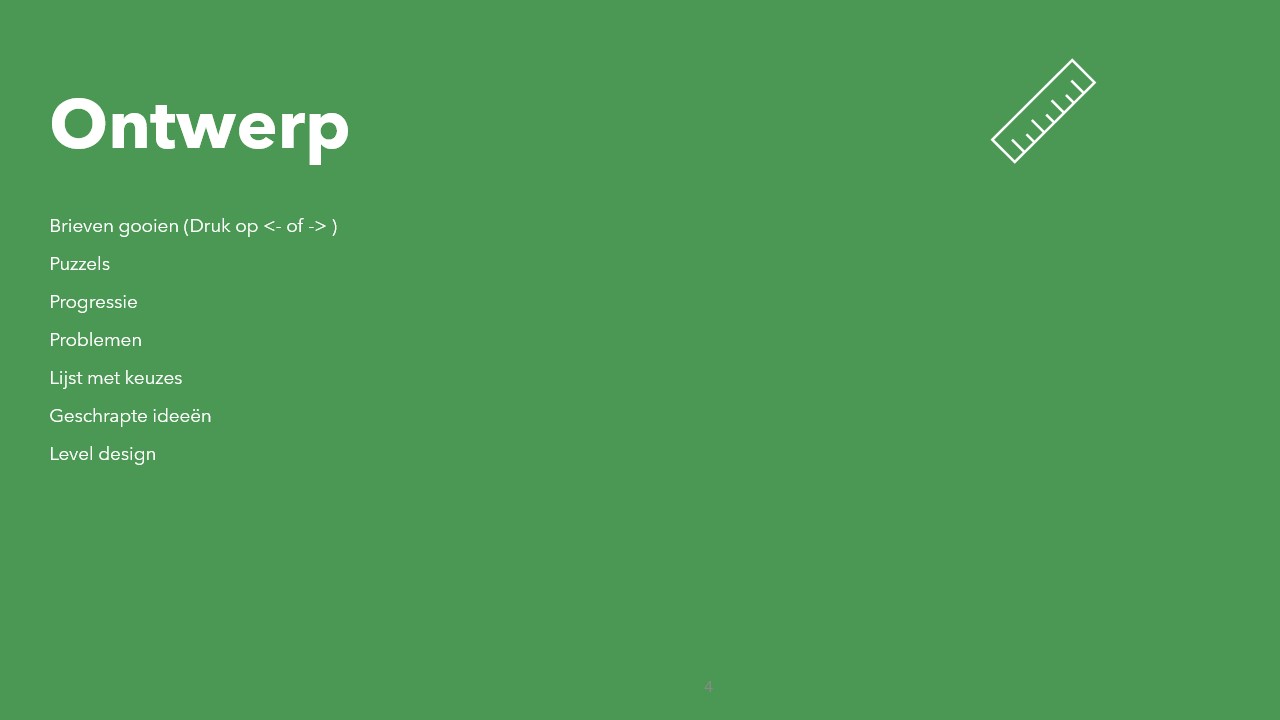 Ontwerp
Brieven gooien (Druk op <- of -> )
Puzzels
Progressie
Problemen
Lijst met keuzes
Geschrapte ideeën
Level design
4